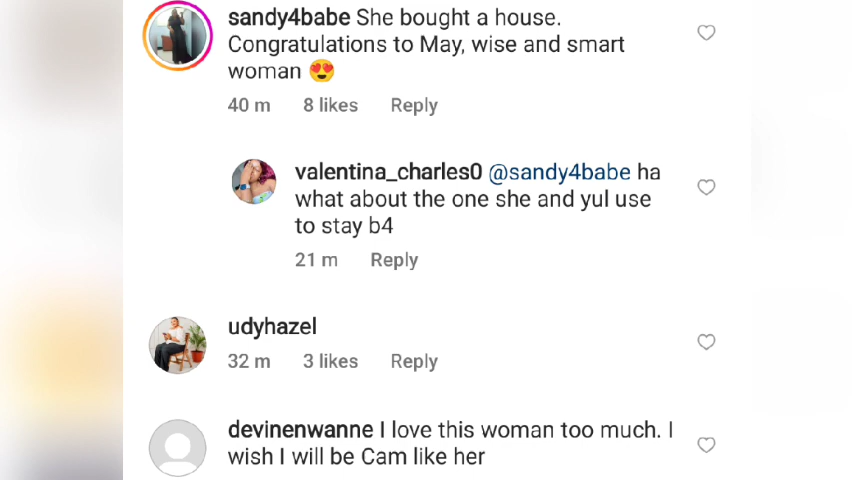 sandy4babe She bought a house.
Congratulations to May, wise and smart
woman 😍
40 m 8 likes Reply
valentina_charles0 @sandy4babe ha
what about the one she and yul use
to stay b4
21 m Reply
udyhazel
32 m 3 likes Reply
devinenwanne I love this woman too much. I
wish I will be Cam like her